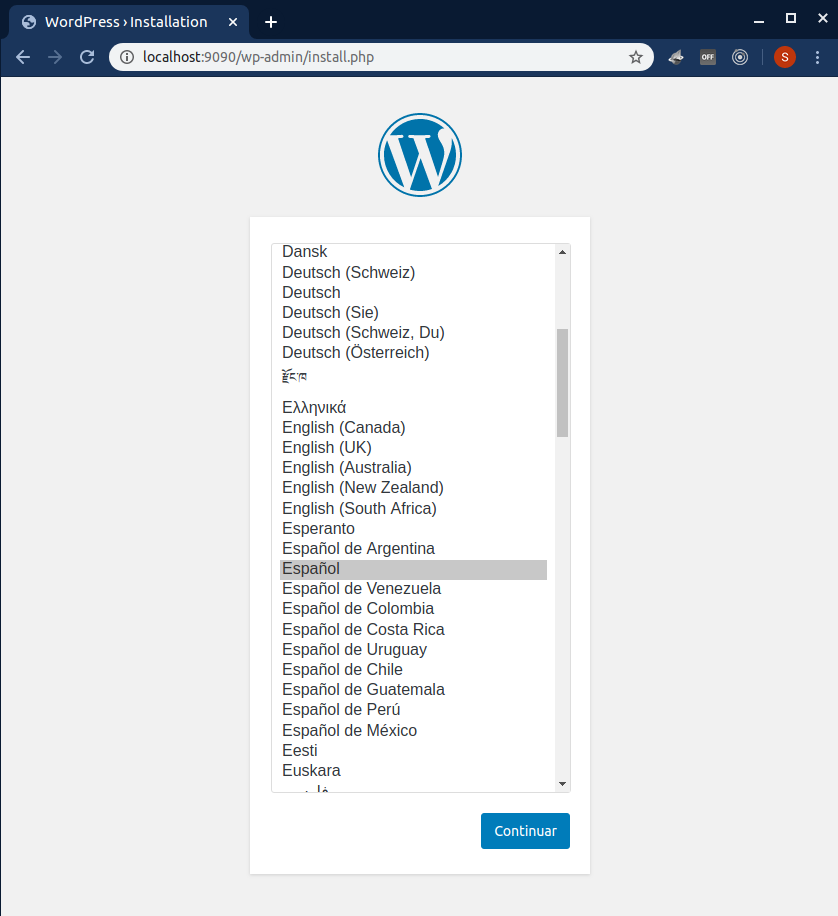 WordPress › Installation
localhost:9090/wp-admin/install.php
OFF
S
Dansk
Deutsch (Schweiz)
Deutsch
Deutsch (Sie)
Deutsch (Schweiz, Du)
Deutsch (Österreich)
རྫོང་ཁ
Ελληνικά
English (Canada)
English (UK)
English (Australia)
English (New Zealand)
English (South Africa)
Esperanto
Español de Argentina
Español
Español de Venezuela
Español de Colombia
Español de Costa Rica
Español de Uruguay
Español de Chile
Español de Guatemala
Español de Perú
Español de México
Eesti
Euskara
Continuar